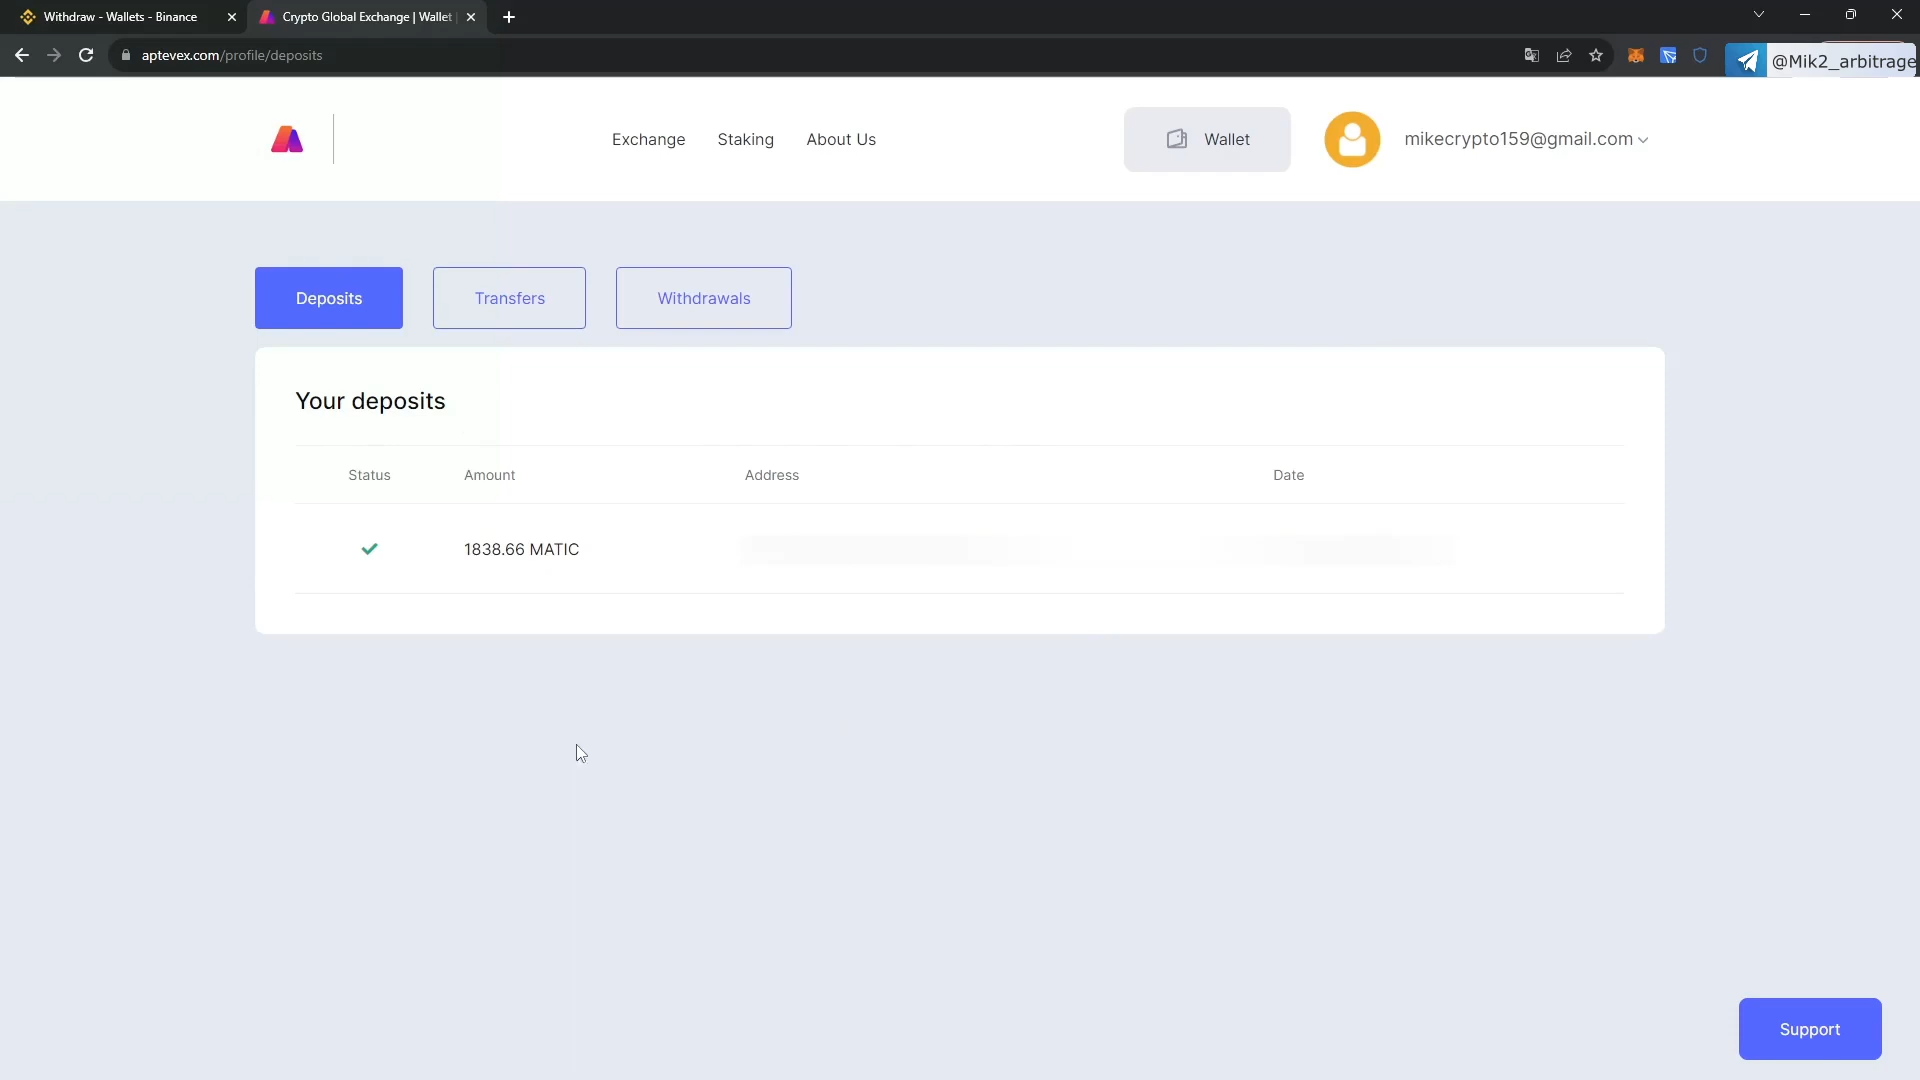 Withdraw - Wallets - Binance
Crypto Global Exchange | Wallet |
aptevex.com/profile/deposits
@Mik2_arbitrage
Exchange Staking About Us
Wallet
mikecrypto159@gmail.com
Deposits Transfers Withdrawals
Your deposits
Status Amount Address Date
1838.66 MATIC
Support